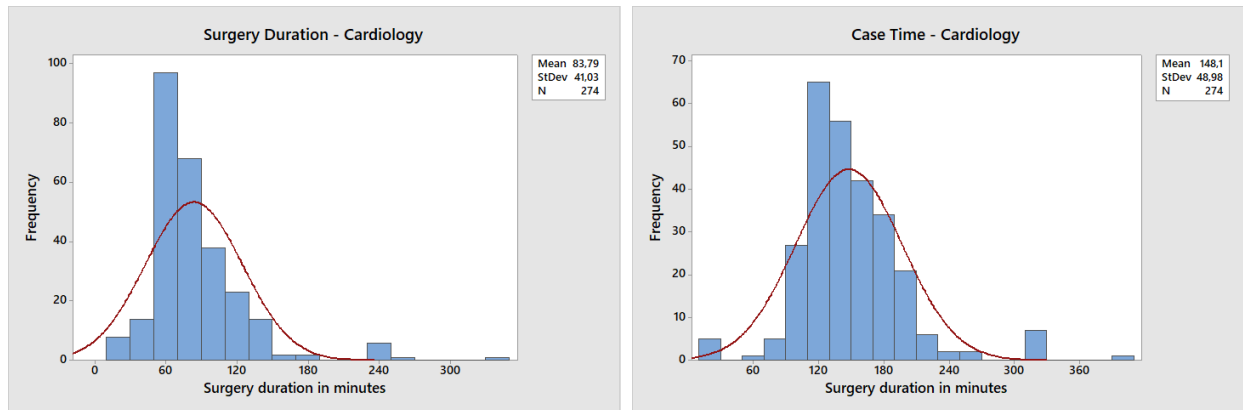 Surgery Duration - Cardiology
Mean 83,79
StDev 41,03
N 274
100
80
60
40
20
0
Frequency
0 60 120 180 240 300
Surgery duration in minutes
Case Time - Cardiology
Mean 148,1
StDev 48,98
N 274
70
60
50
40
30
20
10
0
Frequency
60 120 180 240 300 360
Surgery duration in minutes